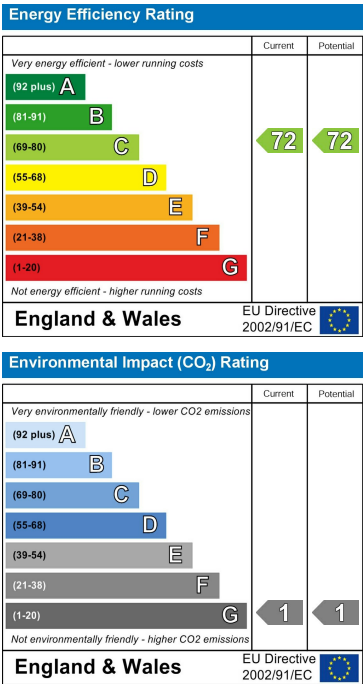 Energy Efficiency Rating
Current Potential
Very energy efficient - lower running costs
(92 plus) A
(81-91) B
(69-80) C 72 72
(55-68) D
(39-54) E
(21-38) F
(1-20) G
Not energy efficient - higher running costs
England & Wales EU Directive
2002/91/EC
Environmental Impact (CO₂) Rating
Current Potential
Very environmentally friendly - lower CO2 emissions
(92 plus) A
(81-91) B
(69-80) C
(55-68) D
(39-54) E
(21-38) F
(1-20) G 1 1
Not environmentally friendly - higher CO2 emissions
England & Wales EU Directive
2002/91/EC